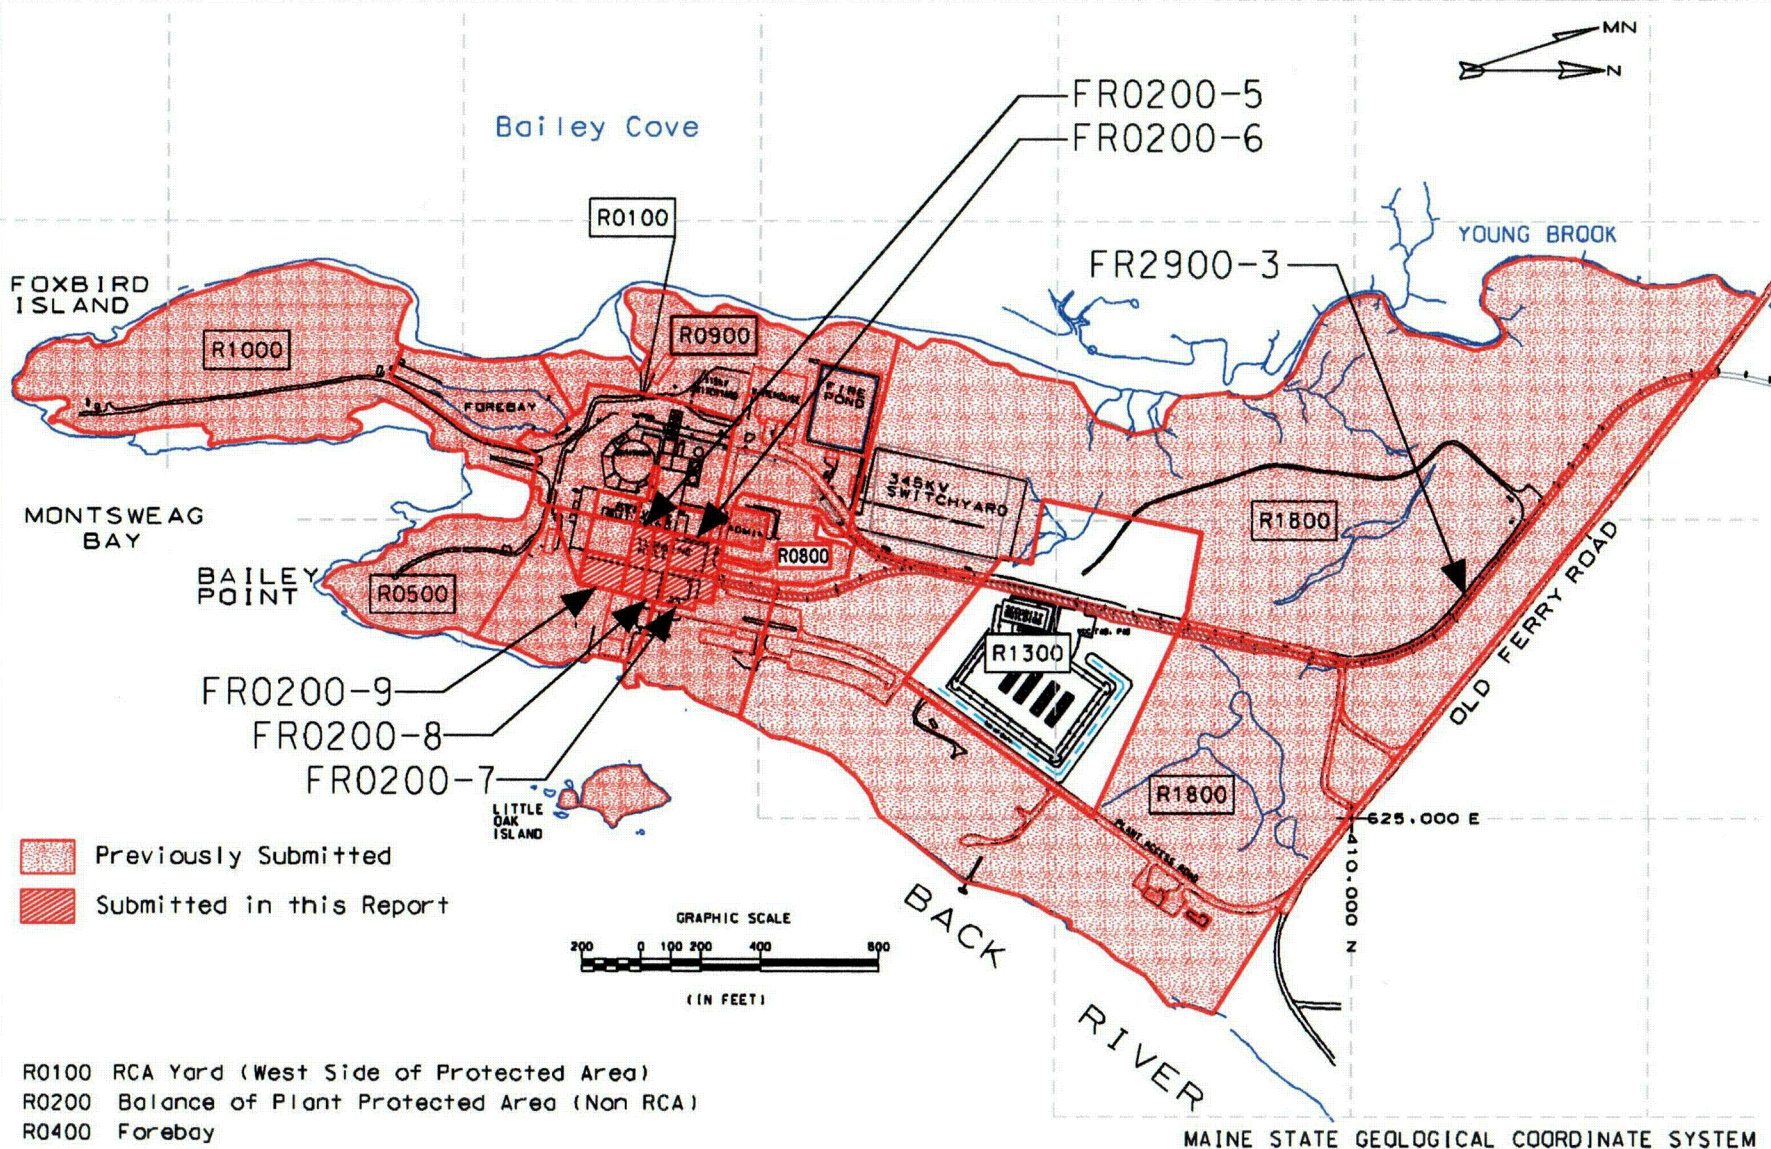 MN
N
FR0200-5
Bailey Cove
FR0200-6
R0100
YOUNG BROOK
FR2900-3
FOXBIRD
ISLAND
R0900
R1000
FIRE
POND
FOREBAY
345KV
SWITCHYARD
MONTSWEAG
BAY
R1800
ADMIN
R0800
BAILEY
POINT
R0500
OLD FERRY ROAD
R1300
FR0200-9
FR0200-8
FR0200-7
LITTLE
OAK
ISLAND
R1800
625.000 E
410.000 N
PLANT ACCESS ROAD
Previously Submitted
Submitted in this Report
BACK RIVER
GRAPHIC SCALE
200 0 100 200 400 800
(IN FEET)
R0100 RCA Yard (West Side of Protected Area)
R0200 Balance of Plant Protected Area (Non RCA)
R0400 Forebay
MAINE STATE GEOLOGICAL COORDINATE SYSTEM